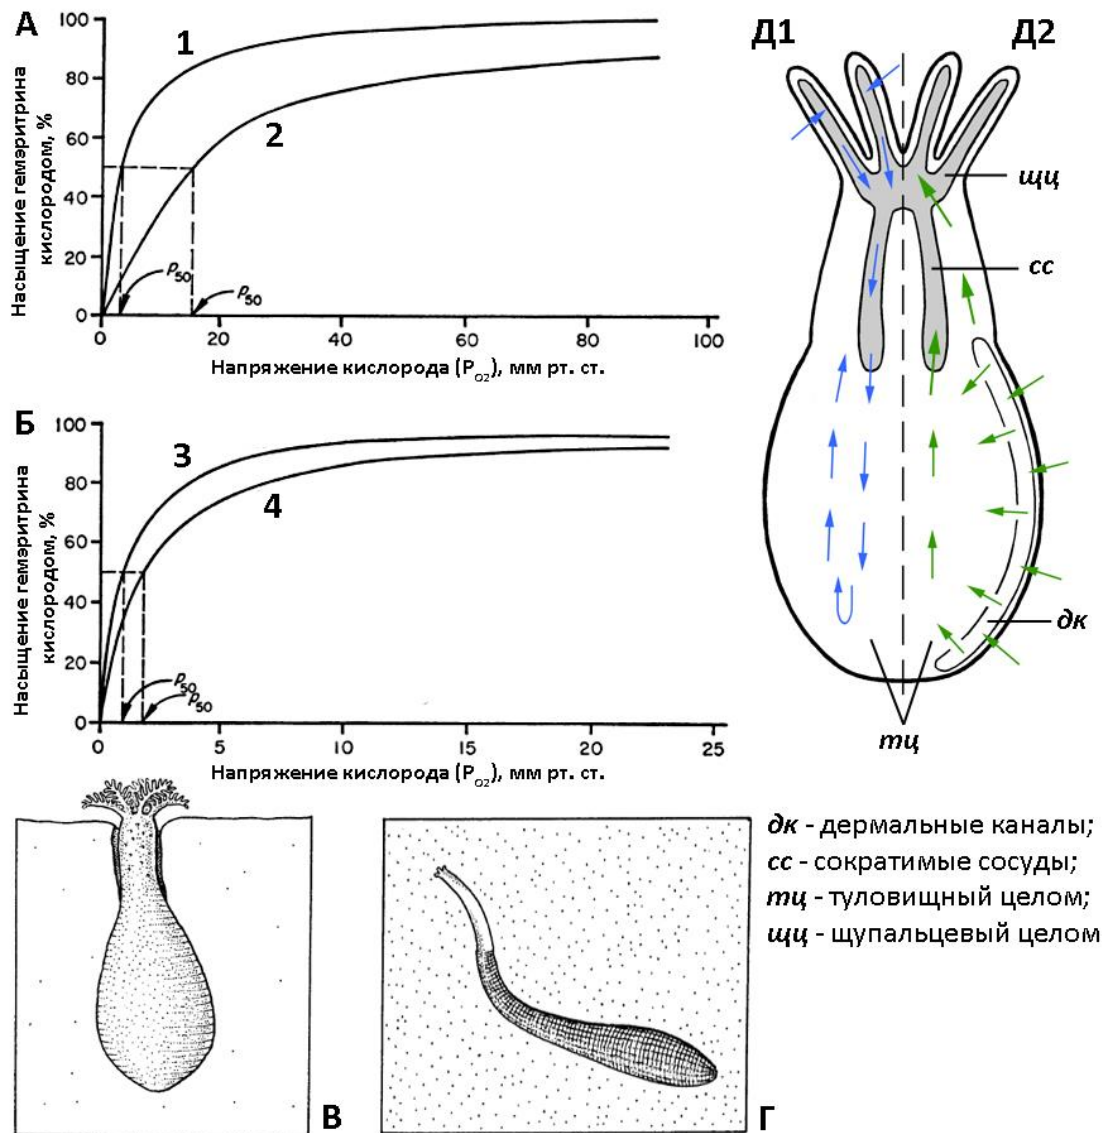 А
Насыщение гемэритрина
кислородом, %
100
80
60
40
20
0
1
2
P50
P50
0
20
40
60
80
100
Напряжение кислорода (PO2), мм рт. ст.
Б
Насыщение гемэритрина
кислородом, %
100
80
60
40
20
0
3
4
P50
P50
0
5
10
15
20
25
Напряжение кислорода (PO2), мм рт. ст.
Д1
Д2
щц
сс
дк
тц
В
Г
дк - дермальные каналы;
сс - сократимые сосуды;
тц - туловищный целом;
щц - щупальцевый целом